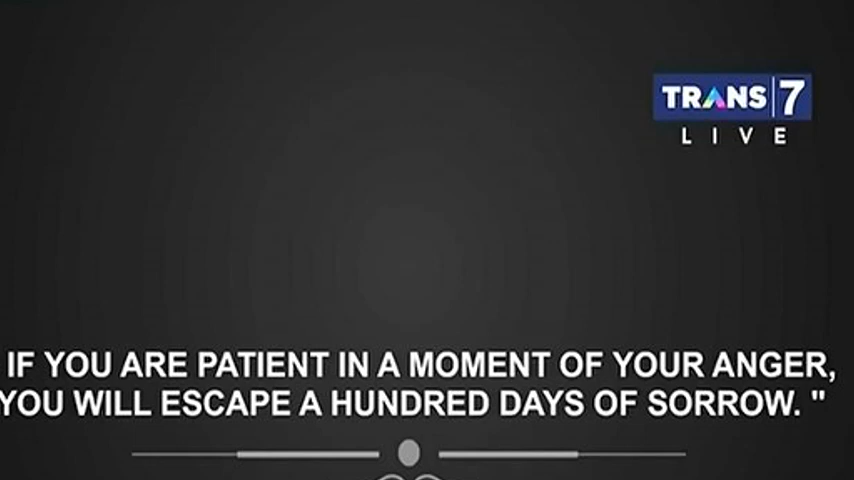 TRANS 7
LIVE
IF YOU ARE PATIENT IN A MOMENT OF YOUR ANGER,
YOU WILL ESCAPE A HUNDRED DAYS OF SORROW. "